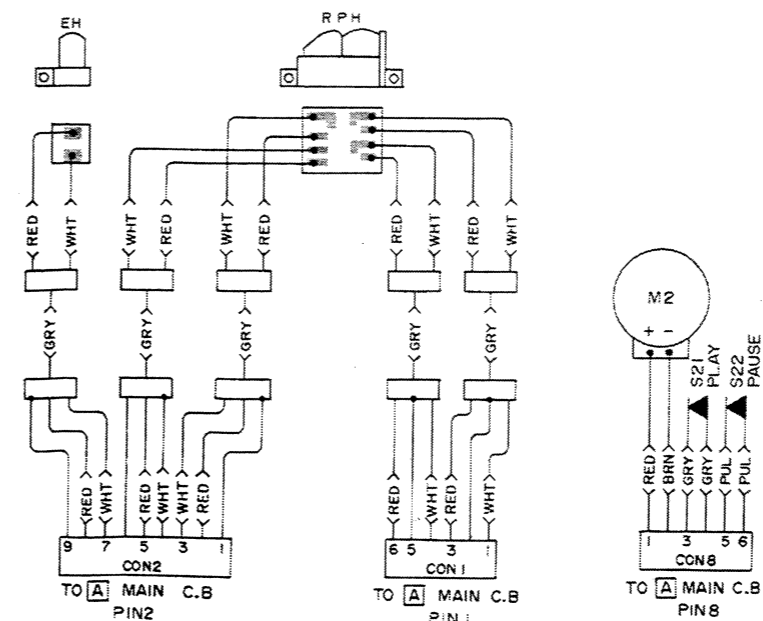 EH
RPH
RED
WHT
WHT
RED
WHT
RED
RED
WHT
RED
WHT
GRY
GRY
GRY
GRY
GRY
M2
+ −
S21
PLAY
S22
PAUSE
RED
WHT
RED
WHT
WHT
RED
RED
WHT
RED
WHT
RED
BRN
GRY
GRY
PUL
PUL
9 7 5 3 1
CON2
TO A MAIN C.B
PIN2
6 5 3 1
CON1
TO A MAIN C.B
PIN1
1 3 5 6
CON8
TO A MAIN C.B
PIN8